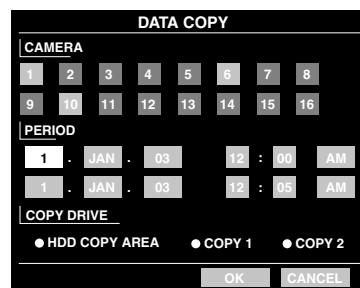 DATA COPY
CAMERA
1 2 3 4 5 6 7 8
9 10 11 12 13 14 15 16
PERIOD
1 . JAN . 03 12 : 00 AM
1 . JAN . 03 12 : 05 AM
COPY DRIVE
HDD COPY AREA COPY 1 COPY 2
OK CANCEL